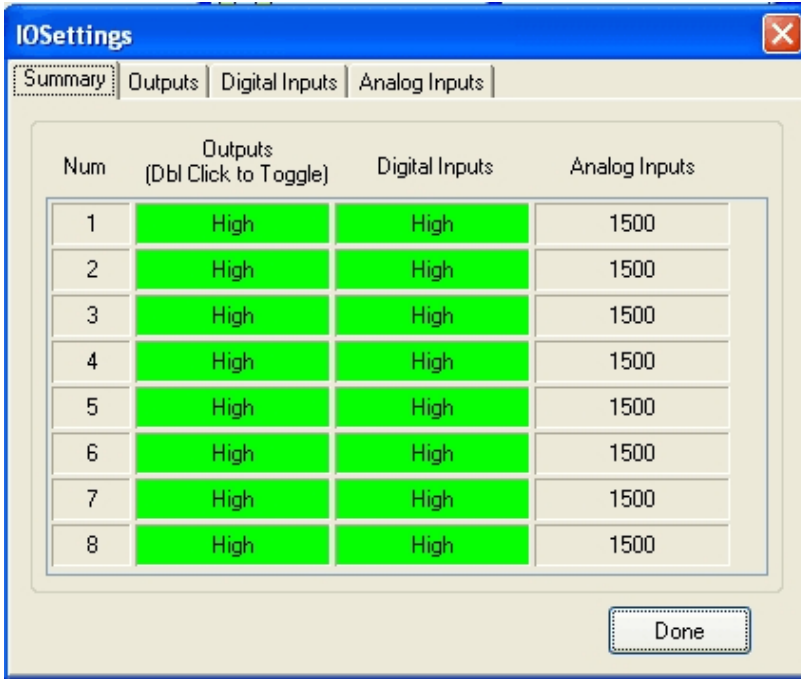 IOSettings
Summary Outputs Digital Inputs Analog Inputs
Num Outputs (Dbl Click to Toggle) Digital Inputs Analog Inputs
1 High High 1500
2 High High 1500
3 High High 1500
4 High High 1500
5 High High 1500
6 High High 1500
7 High High 1500
8 High High 1500
Done